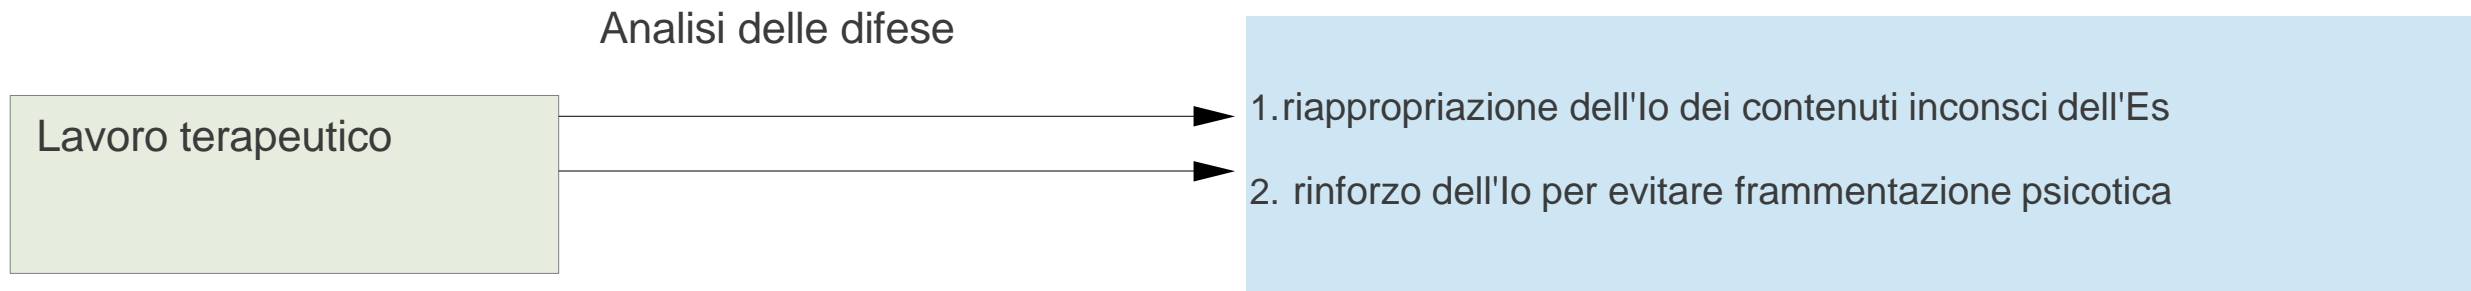 Analisi delle difese
Lavoro terapeutico
1.riappropriazione dell'Io dei contenuti inconsci dell'Es
2. rinforzo dell'Io per evitare frammentazione psicotica